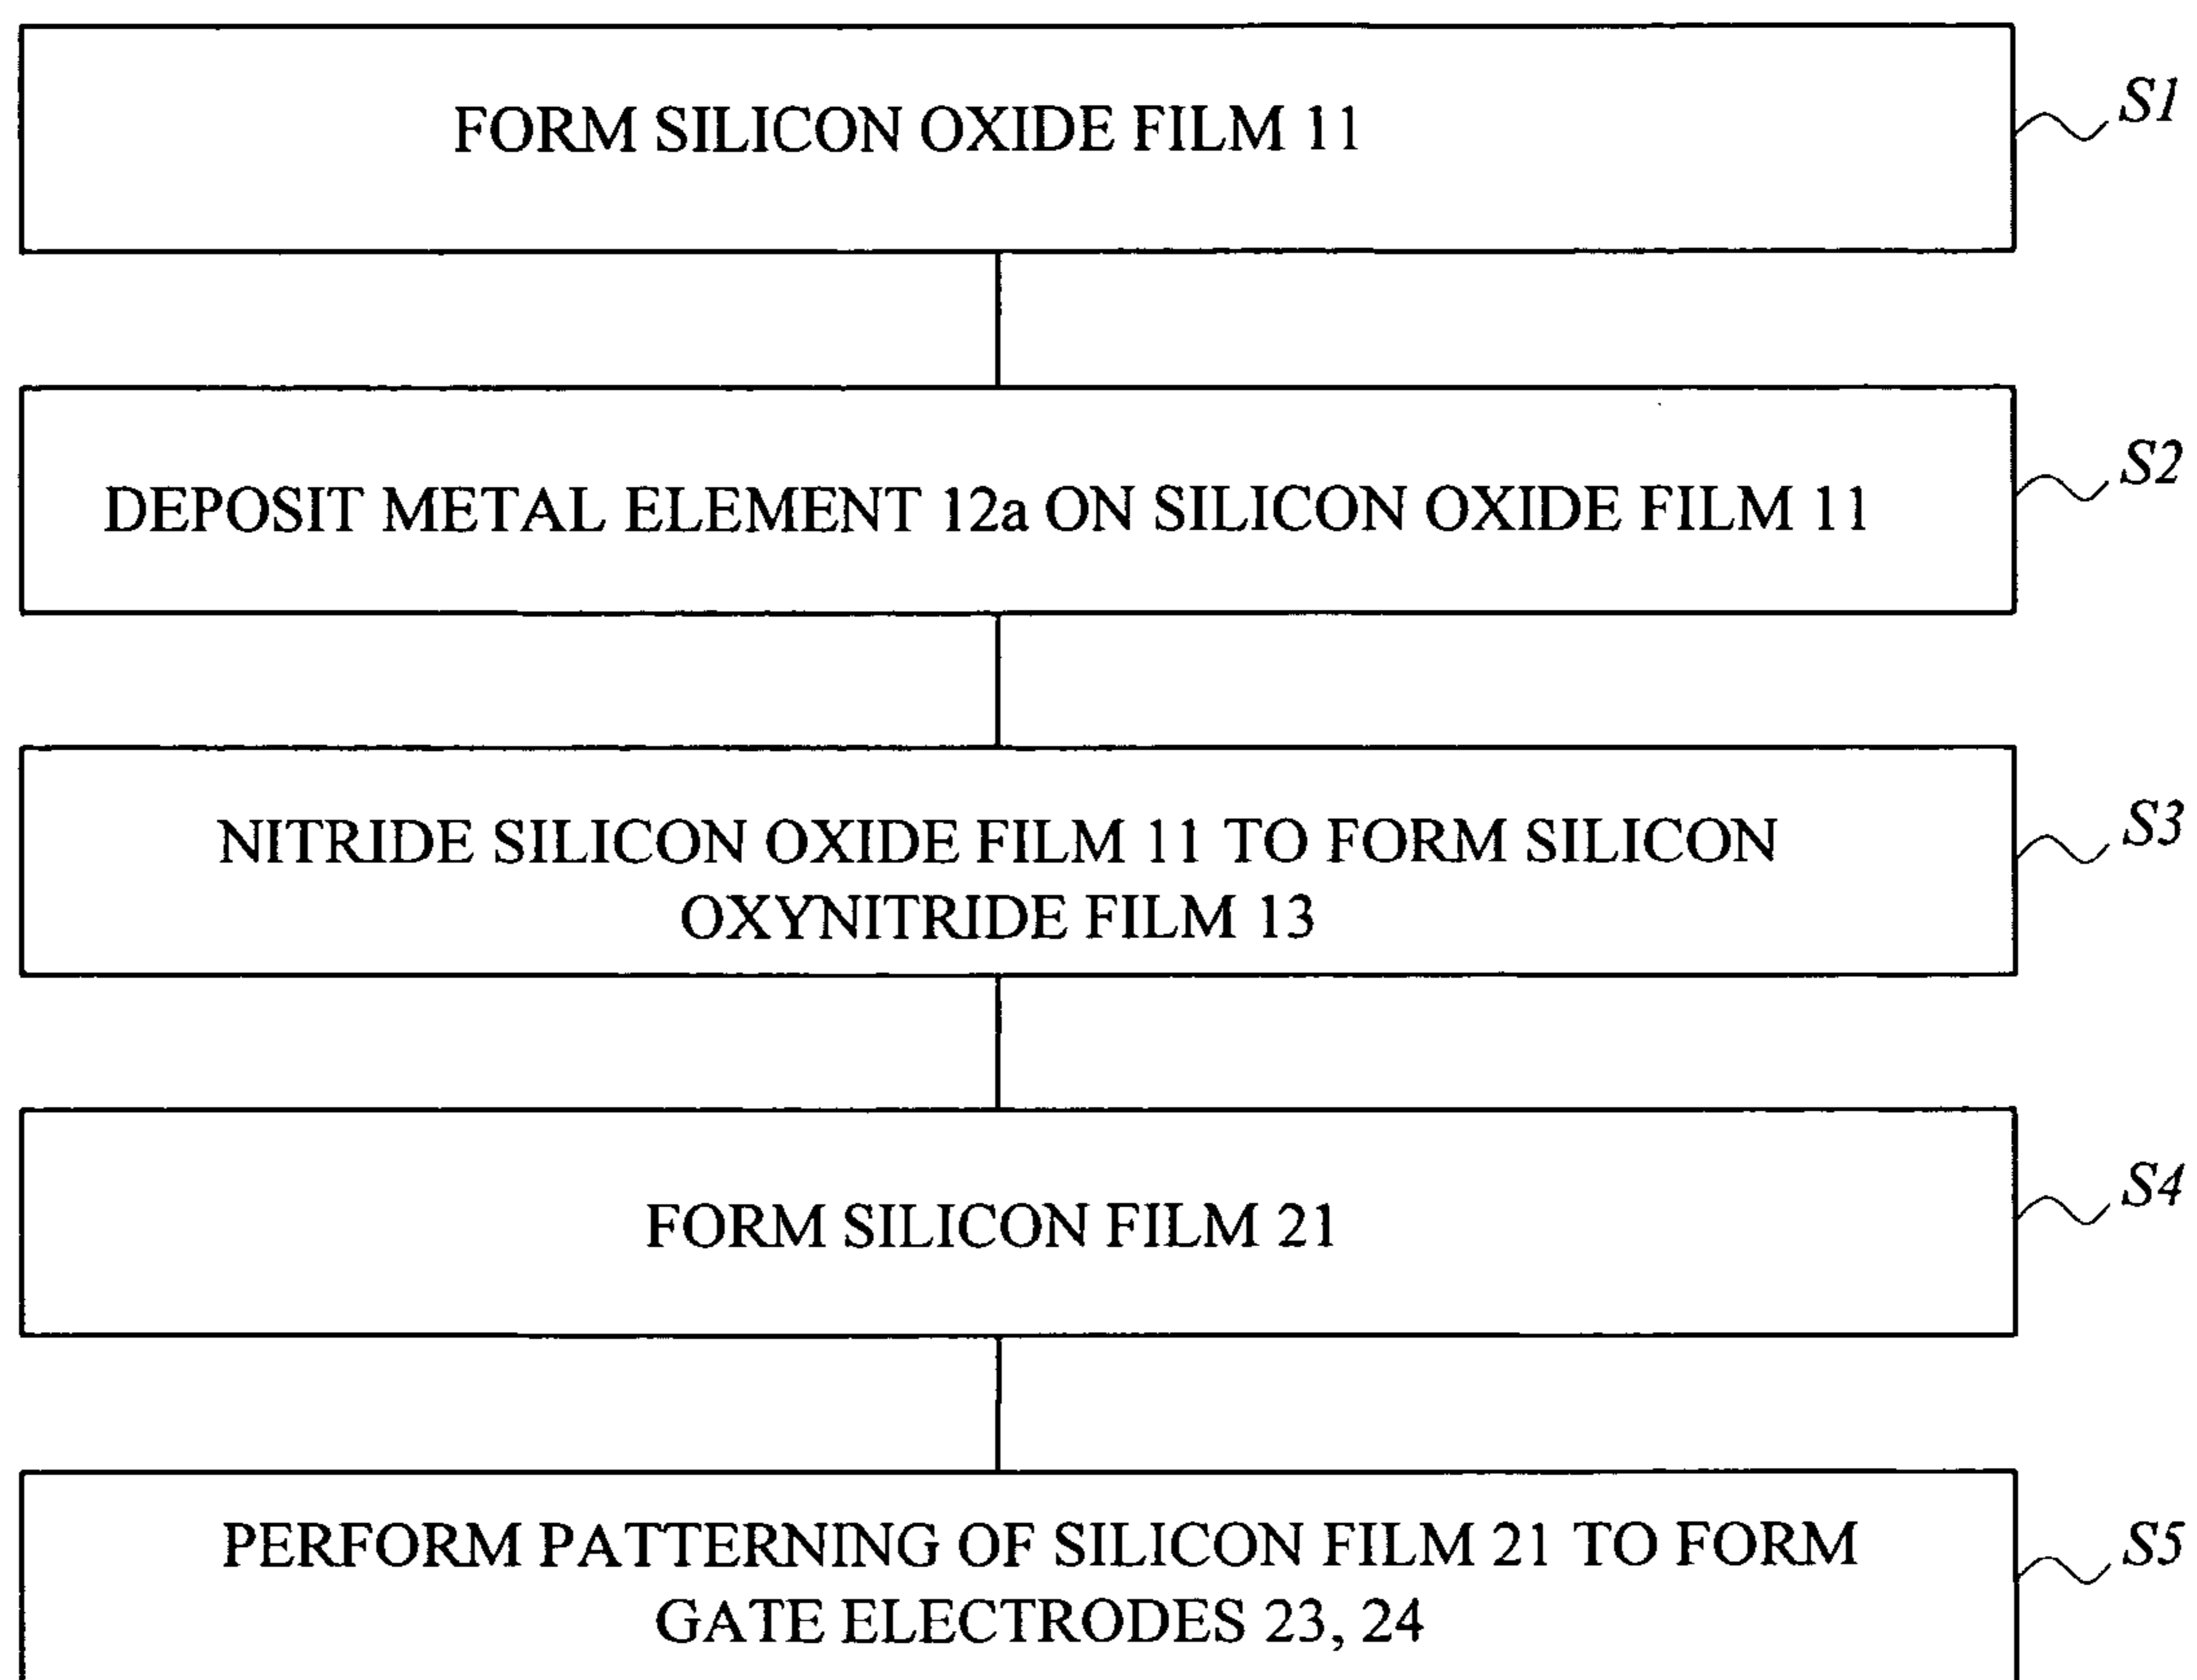 FORM SILICON OXIDE FILM 11
S1
DEPOSIT METAL ELEMENT 12a ON SILICON OXIDE FILM 11
S2
NITRIDE SILICON OXIDE FILM 11 TO FORM SILICON
OXYNITRIDE FILM 13
S3
FORM SILICON FILM 21
S4
PERFORM PATTERNING OF SILICON FILM 21 TO FORM
GATE ELECTRODES 23, 24
S5